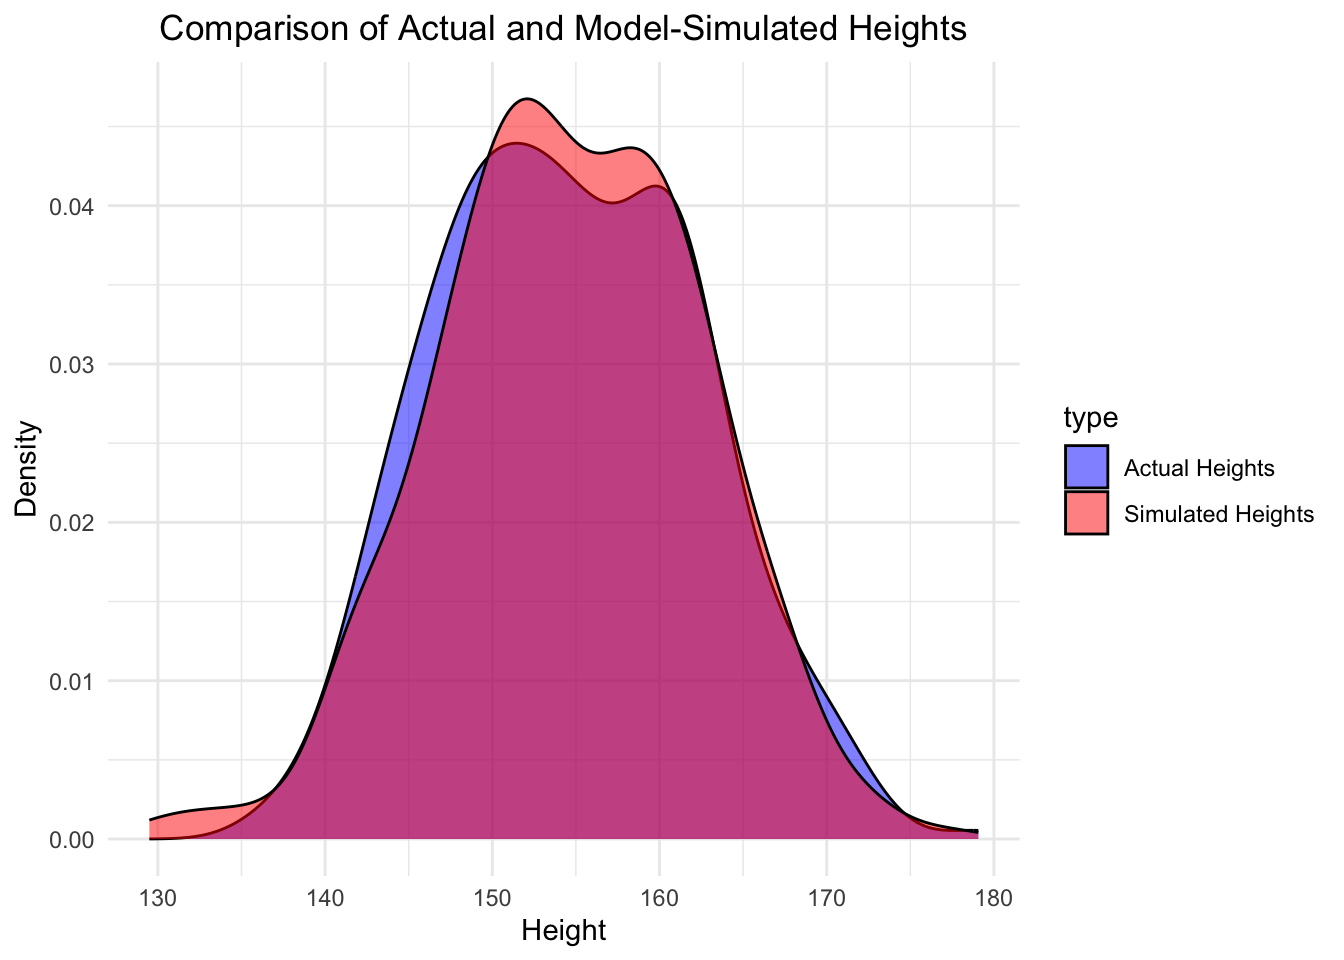 Comparison of Actual and Model-Simulated Heights
0.04
0.03
0.02
0.01
0.00
Density
130 140 150 160 170 180
Height
type
Actual Heights
Simulated Heights